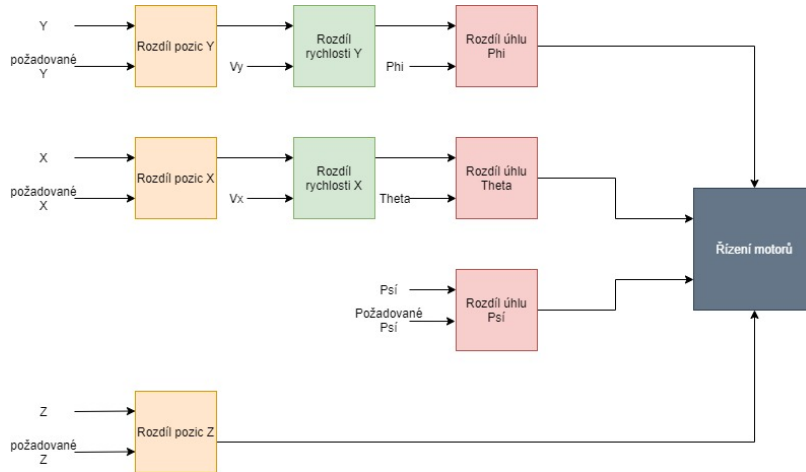 Y
požadované
Y
Rozdíl pozic Y
Vy
Rozdíl
rychlosti Y
Phi
Rozdíl úhlu
Phi
X
požadované
X
Rozdíl pozic X
Vx
Rozdíl
rychlosti X
Theta
Rozdíl úhlu
Theta
Řízení motorů
Psí
Požadované
Psí
Rozdíl úhlu
Psí
Z
požadované
Z
Rozdíl pozic Z